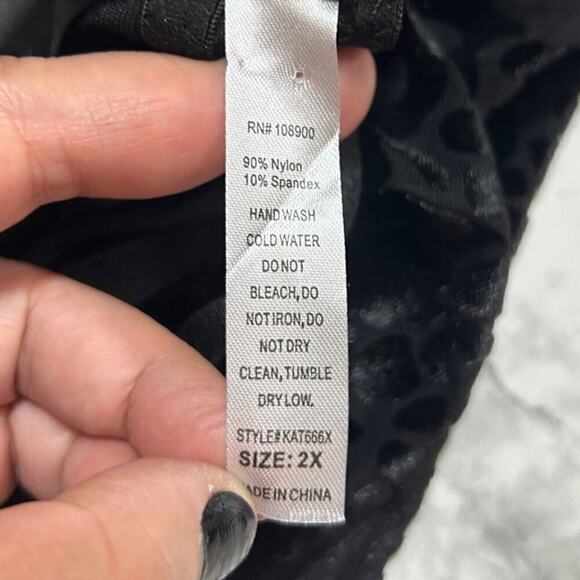 RN# 108900
90% Nylon
10% Spandex
HAND WASH
COLD WATER
DO NOT
BLEACH, DO
NOT IRON, DO
NOT DRY
CLEAN, TUMBLE
DRY LOW.
STYLE#KAT666X
SIZE: 2X
ADE IN CHINA